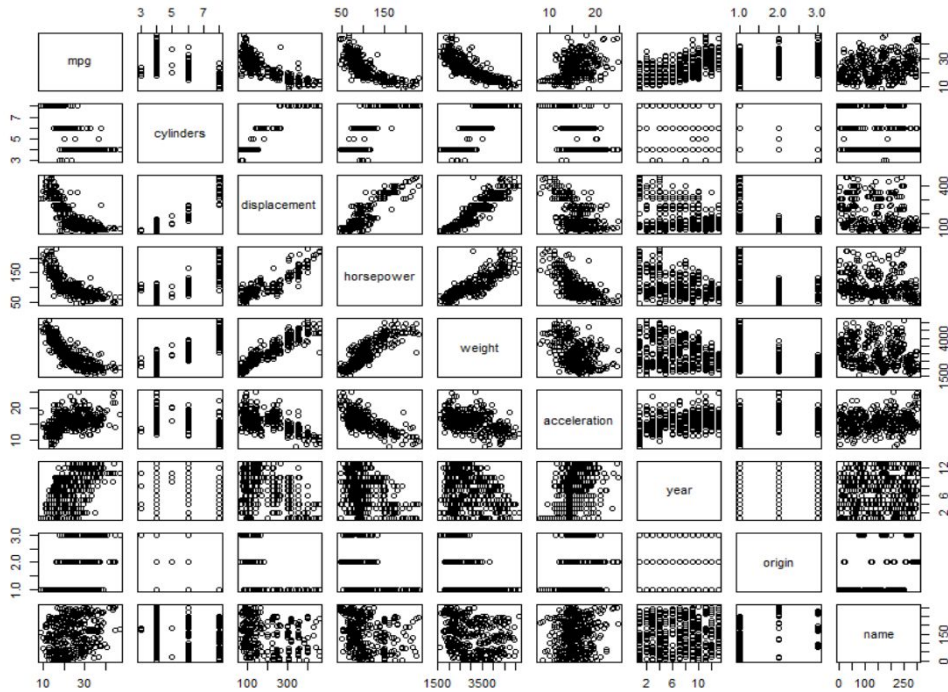 3 5 7 50 150 10 20 1.0 2.0 3.0
mpg 10 30
3 5 7 cylinders
displacement 100 400
50 150 horsepower
weight 1500 4000
10 15 20 acceleration
year 2 6 12
1.0 2.0 3.0 origin
name 0 150
10 30 100 300 1500 3500 2 6 10 0 100 250